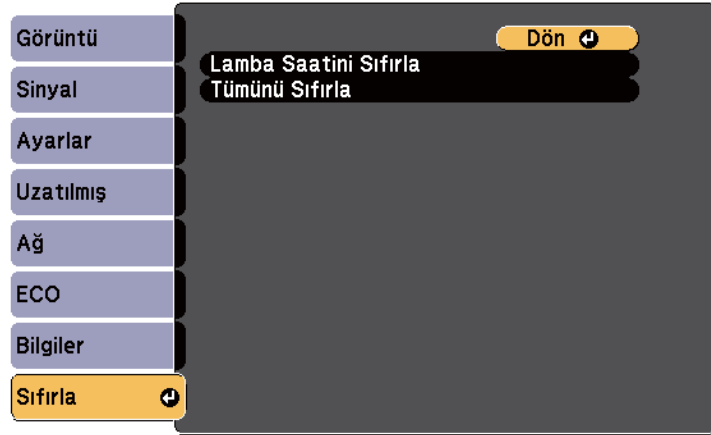 Görüntü
Sinyal
Ayarlar
Uzatılmış
Ağ
ECO
Bilgiler
Sıfırla
Dön
Lamba Saatini Sıfırla
Tümünü Sıfırla